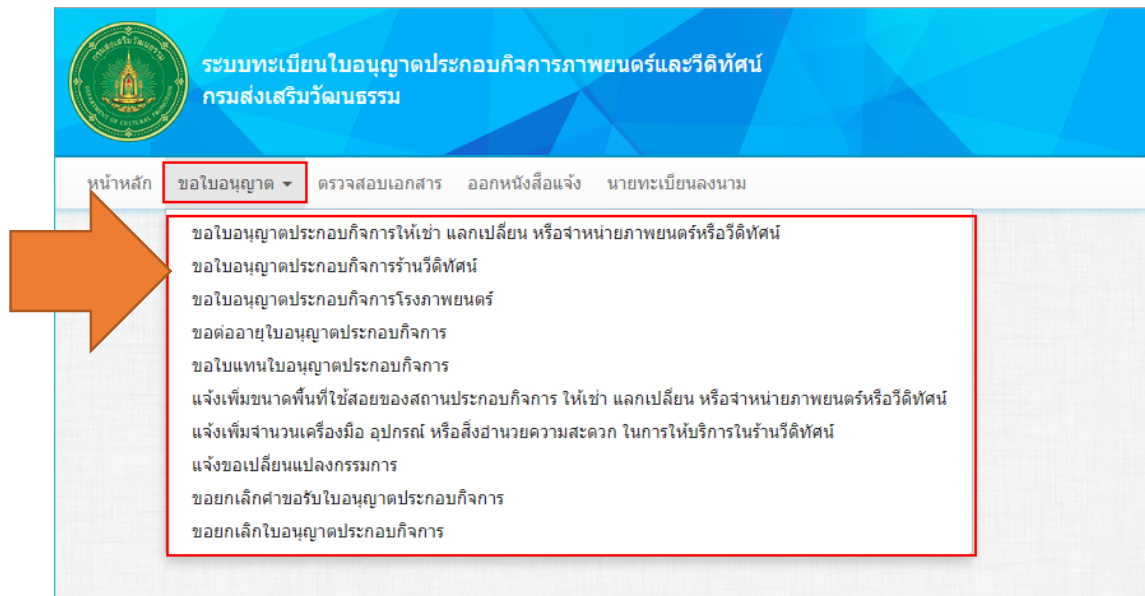 ระบบทะเบียนใบอนุญาตประกอบกิจการภาพยนตร์และวีดิทัศน์
กรมส่งเสริมวัฒนธรรม
หน้าหลัก ขอใบอนุญาต ตรวจสอบเอกสาร ออกหนังสือแจ้ง นายทะเบียนลงนาม
ขอใบอนุญาตประกอบกิจการให้เช่า แลกเปลี่ยน หรือจำหน่ายภาพยนตร์หรือวีดิทัศน์
ขอใบอนุญาตประกอบกิจการร้านวีดิทัศน์
ขอใบอนุญาตประกอบกิจการโรงภาพยนตร์
ขอต่ออายุใบอนุญาตประกอบกิจการ
ขอใบแทนใบอนุญาตประกอบกิจการ
แจ้งเพิ่มขนาดพื้นที่ใช้สอยของสถานประกอบกิจการ ให้เช่า แลกเปลี่ยน หรือจำหน่ายภาพยนตร์หรือวีดิทัศน์
แจ้งเพิ่มจำนวนเครื่องมือ อุปกรณ์ หรือสิ่งอำนวยความสะดวก ในการให้บริการในร้านวีดิทัศน์
แจ้งขอเปลี่ยนแปลงกรรมการ
ขอยกเลิกคำขอรับใบอนุญาตประกอบกิจการ
ขอยกเลิกใบอนุญาตประกอบกิจการ